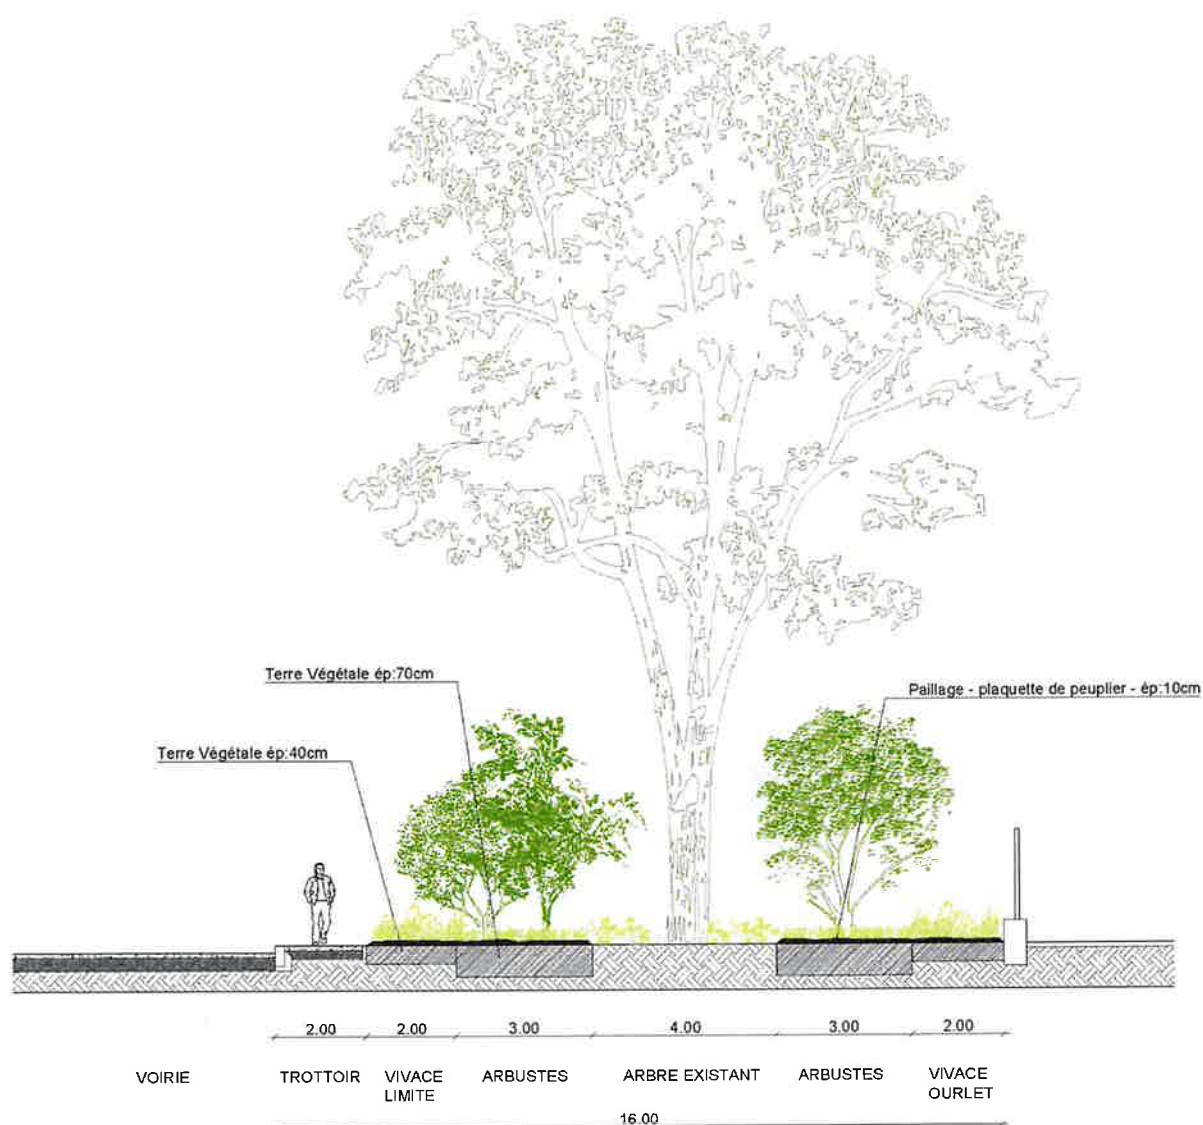 Terre Végétale ép:70cm
Paillage - plaquette de peuplier - ép:10cm
Terre Végétale ép:40cm
2.00 2.00 3.00 4.00 3.00 2.00
VOIRIE TROTTOIR VIVACE ARBUSTES ARBRE EXISTANT ARBUSTES VIVACE
LIMITE OURLET
16.00